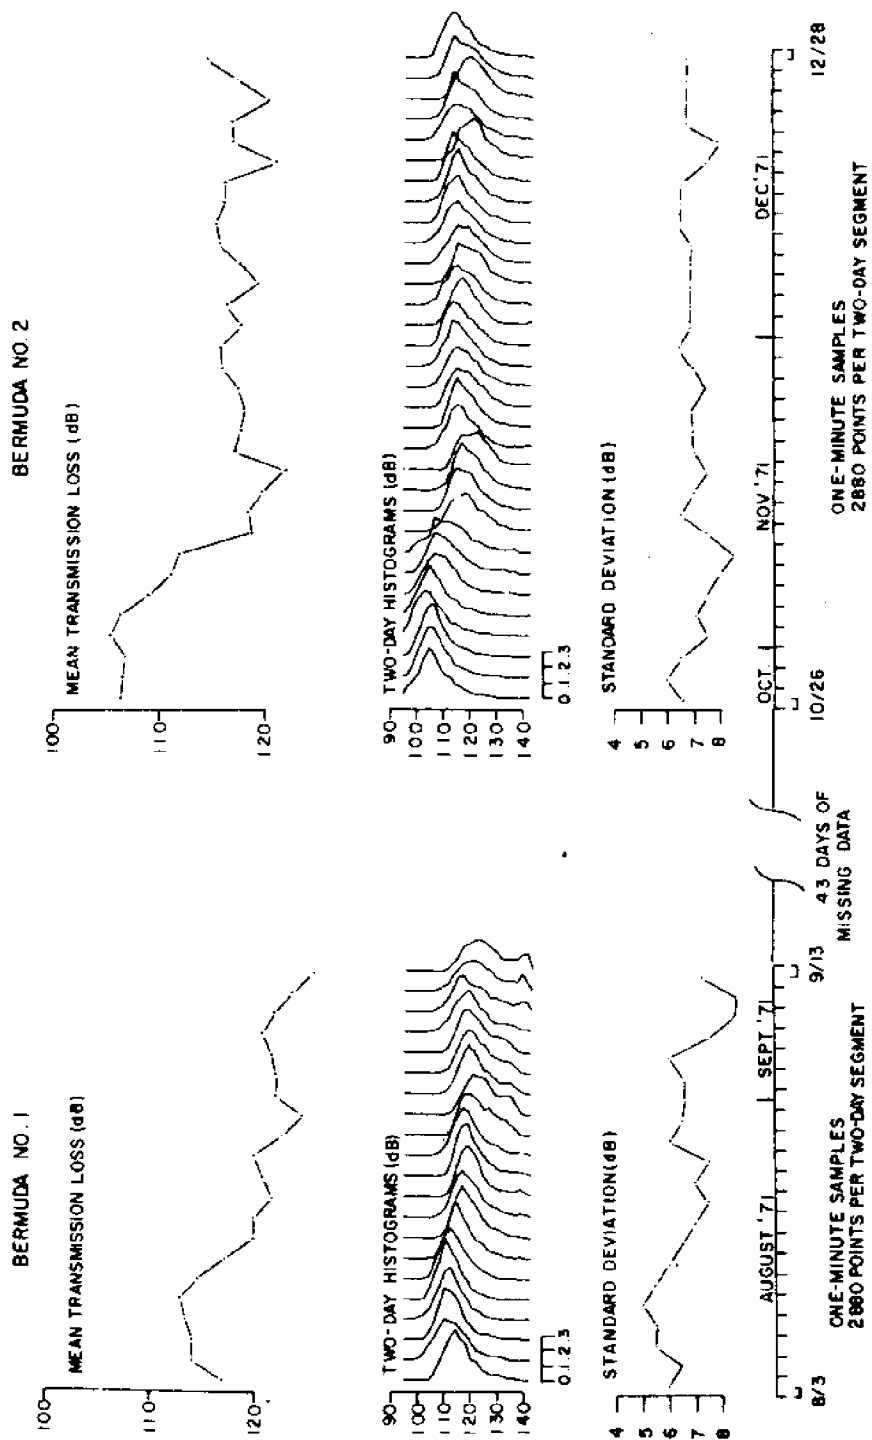 BERMUDA NO. 1
MEAN TRANSMISSION LOSS (dB)
100
110
120
TWO-DAY HISTOGRAMS (dB)
90
100
110
120
130
140
0 .1 .2 .3
STANDARD DEVIATION (dB)
4
5
6
7
8
AUGUST '71 SEPT '71
8/3 9/13
ONE-MINUTE SAMPLES
2880 POINTS PER TWO-DAY SEGMENT
43 DAYS OF
MISSING DATA
BERMUDA NO. 2
MEAN TRANSMISSION LOSS (dB)
100
110
120
TWO-DAY HISTOGRAMS (dB)
90
100
110
120
130
140
0 .1 .2 .3
STANDARD DEVIATION (dB)
4
5
6
7
8
OCT. NOV '71 DEC '71
10/26 12/28
ONE-MINUTE SAMPLES
2880 POINTS PER TWO-DAY SEGMENT